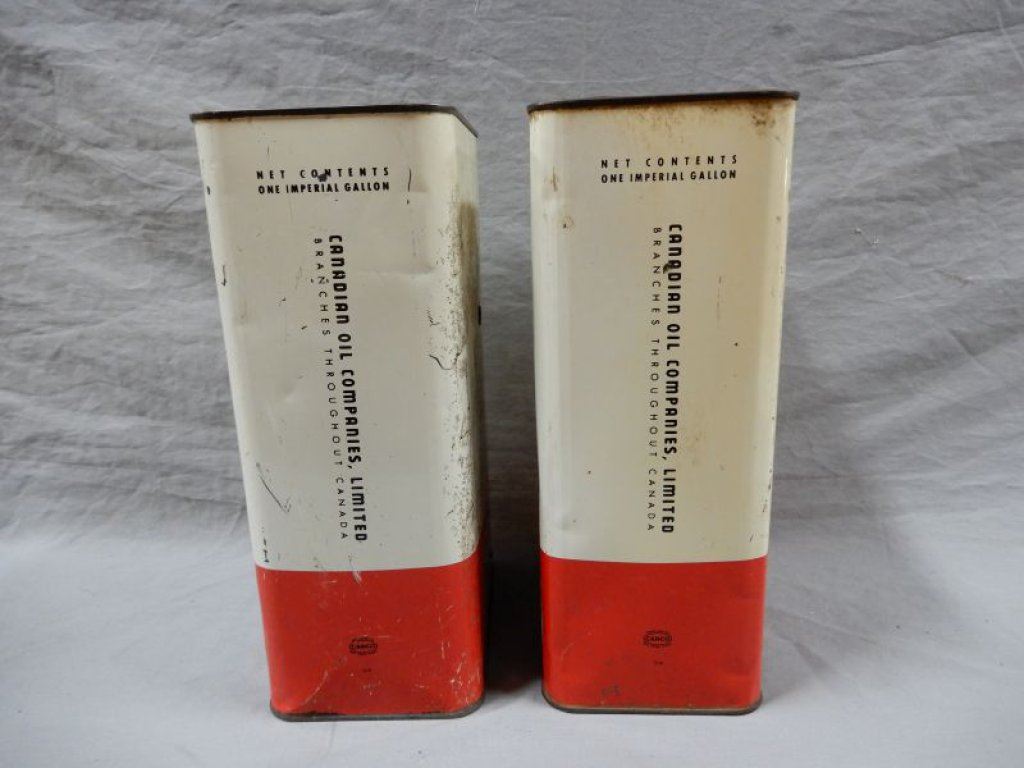 NET CONTENTS
ONE IMPERIAL GALLON
CANADIAN OIL COMPANIES, LIMITED
BRANCHES THROUGHOUT CANADA
NET CONTENTS
ONE IMPERIAL GALLON
CANADIAN OIL COMPANIES, LIMITED
BRANCHES THROUGHOUT CANADA